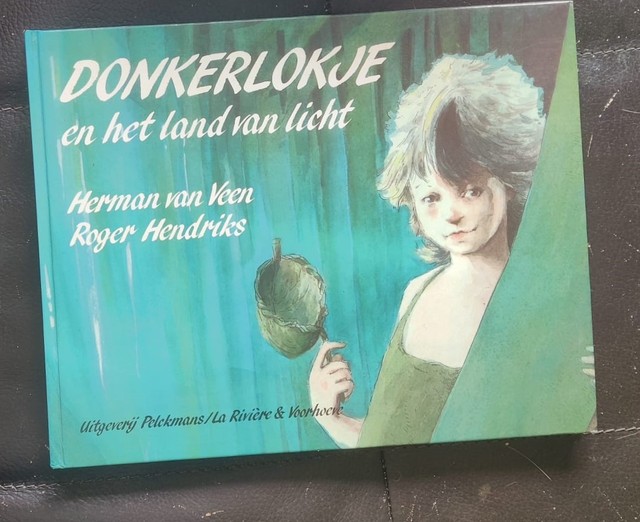 DONKERLOKJE
en het land van licht
Herman van Veen
Roger Hendriks
Uitgeverij Pelckmans/La Rivière & Voorhoeve